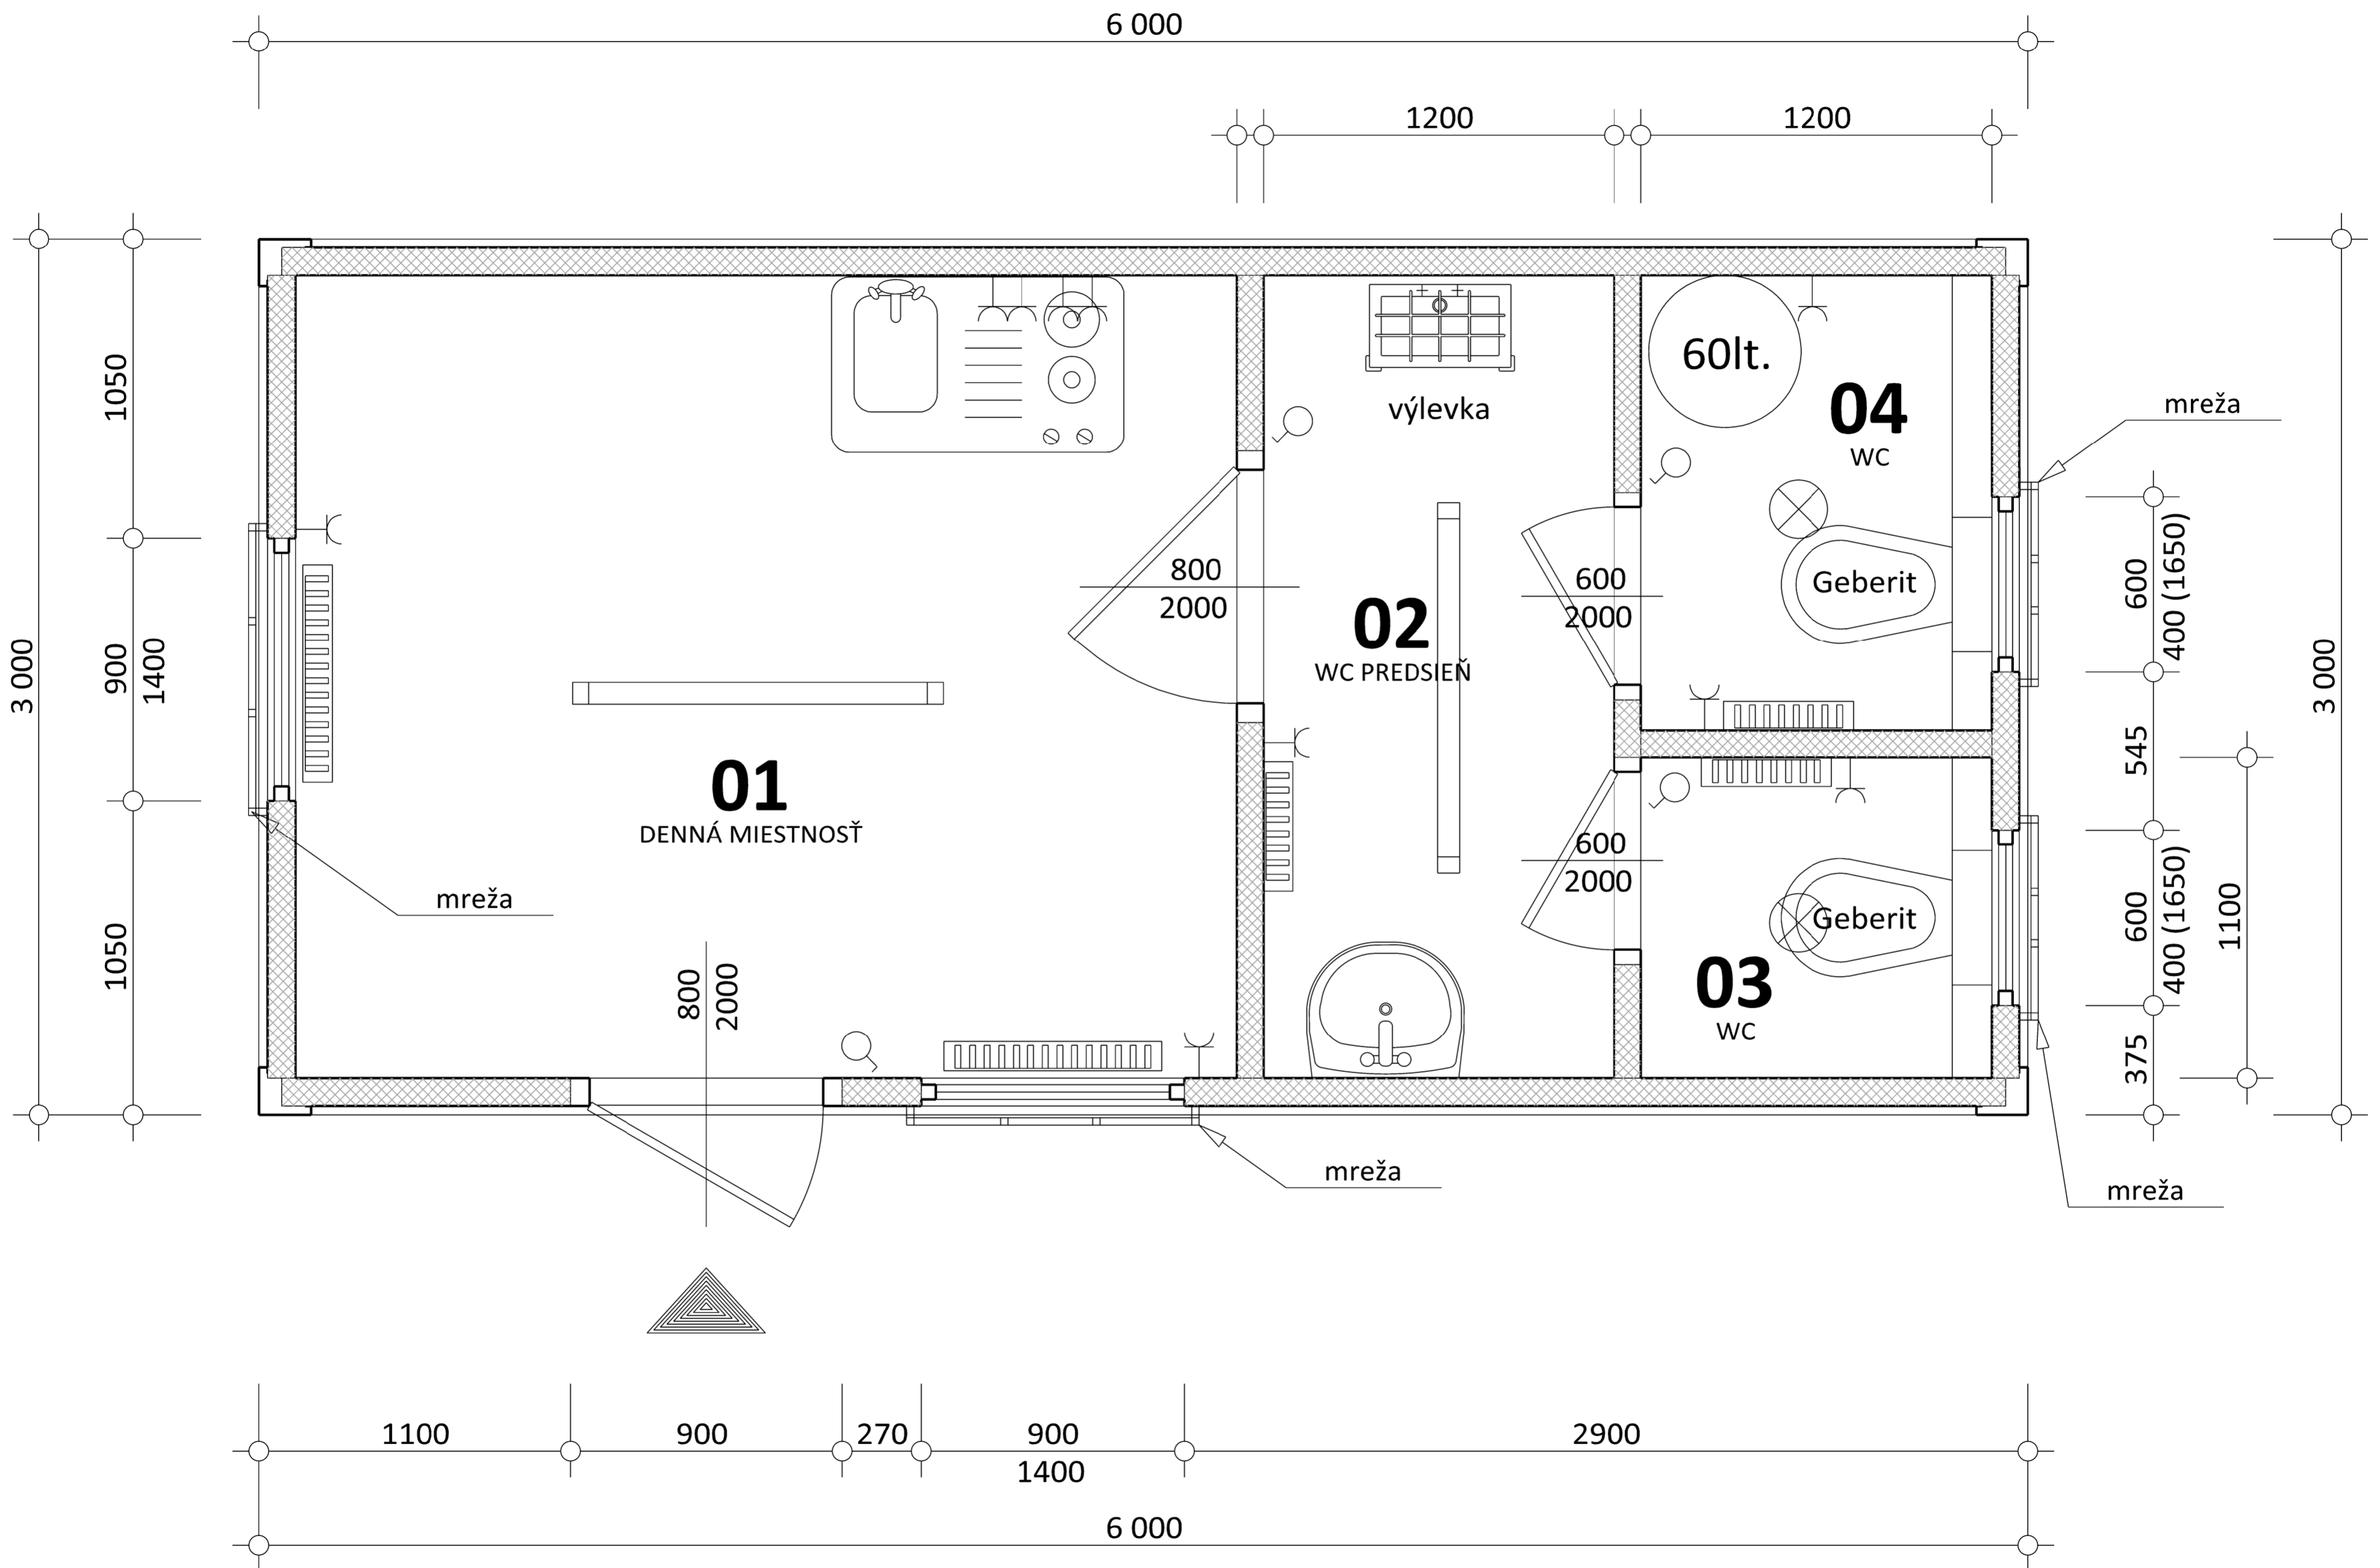 6 000
1200
1200
3 000
1050
900
1400
1050
60lt.
04
WC
výlevka
mreža
800
2000
600
2000
Geberit
02
WC PREDSIEŇ
01
DENNÁ MIESTNOSŤ
mreža
600
2000
Geberit
03
WC
800
2000
600
400 (1650)
545
600
400 (1650)
375
1100
3 000
mreža
mreža
1100
900
270
900
1400
2900
6 000